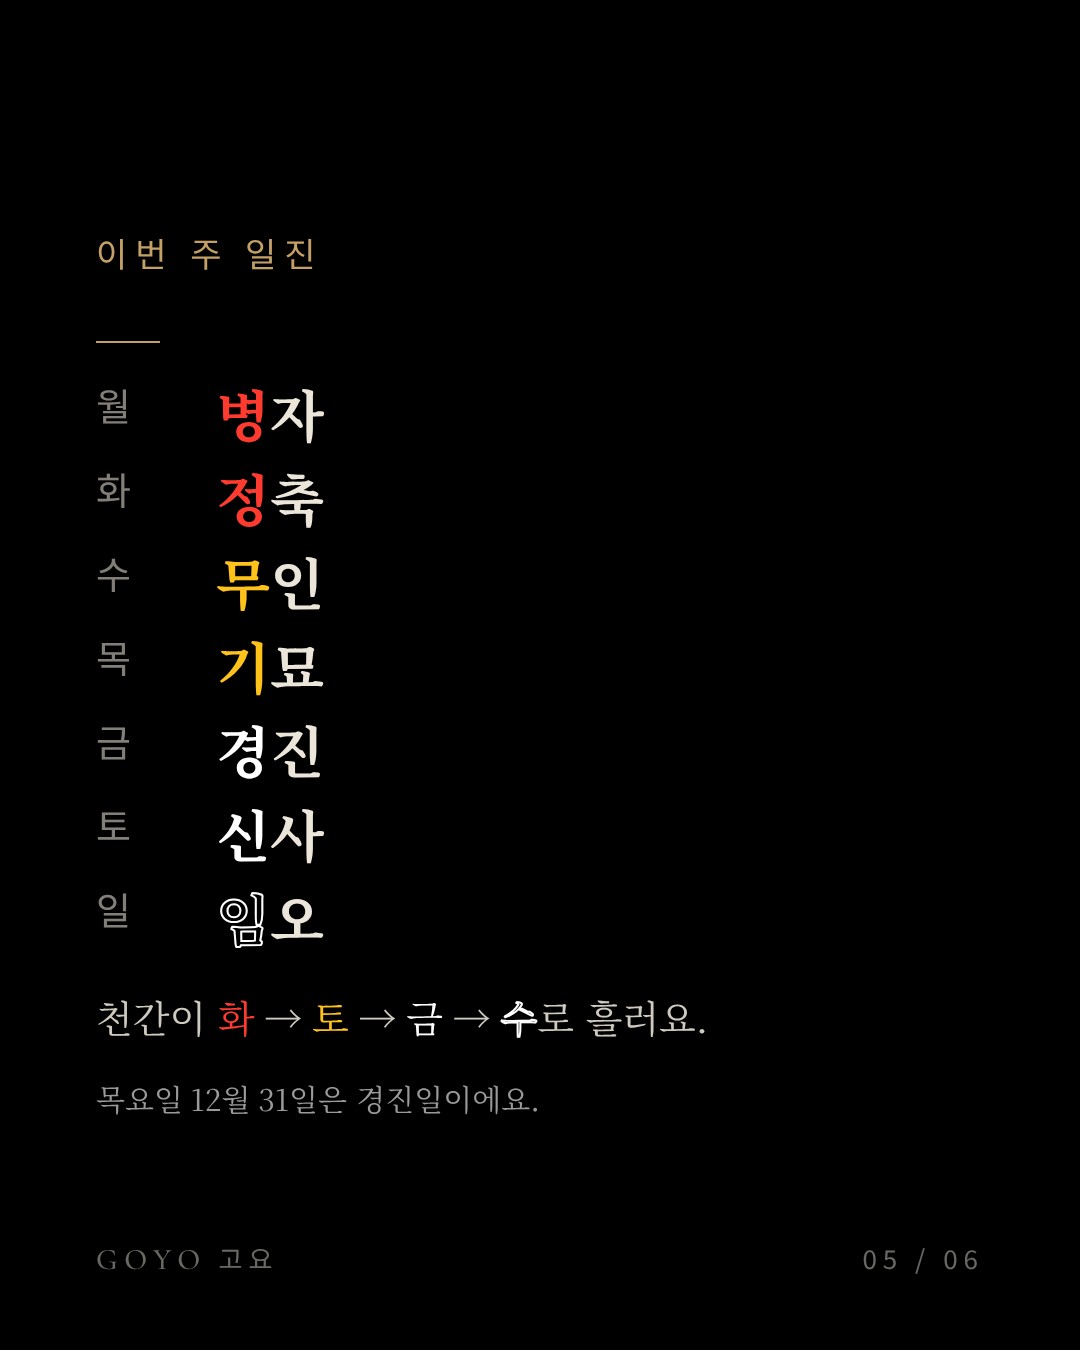 이번 주 일진
월 병자
화 정축
수 무인
목 기묘
금 경진
토 신사
일 임오
천간이 화 → 토 → 금 → 수로 흘러요.
목요일 12월 31일은 경진일이에요.
GOYO 고요
05 / 06